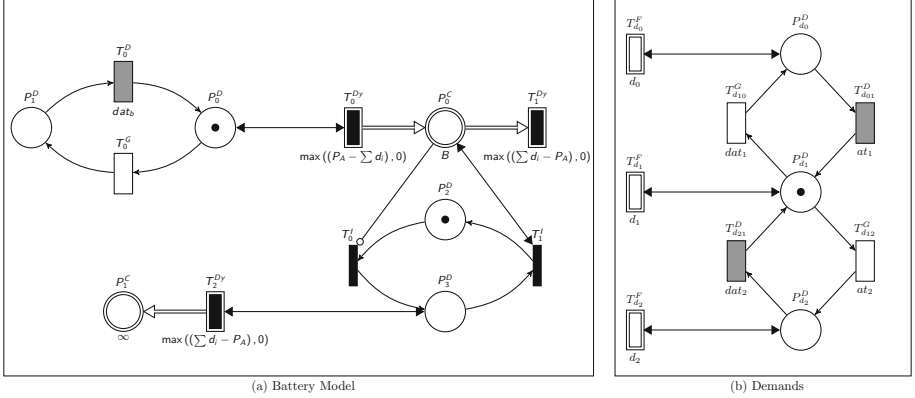 T_0^D
P_1^D
P_0^D
dat_b
T_0^G
T_0^{Dy}
P_0^C
T_1^{Dy}
max((P_A − ∑ d_i), 0)
B
max((∑ d_i − P_A), 0)
P_2^D
T_0^I
T_1^I
P_1^C
T_2^{Dy}
P_3^D
∞
max((∑ d_i − P_A), 0)
(a) Battery Model
T_{d_0}^F
P_{d_0}^D
d_0
T_{d_{10}}^G
T_{d_{01}}^D
dat_1
at_1
T_{d_1}^F
P_{d_1}^D
d_1
T_{d_{21}}^D
T_{d_{12}}^G
dat_2
at_2
T_{d_2}^F
P_{d_2}^D
d_2
(b) Demands